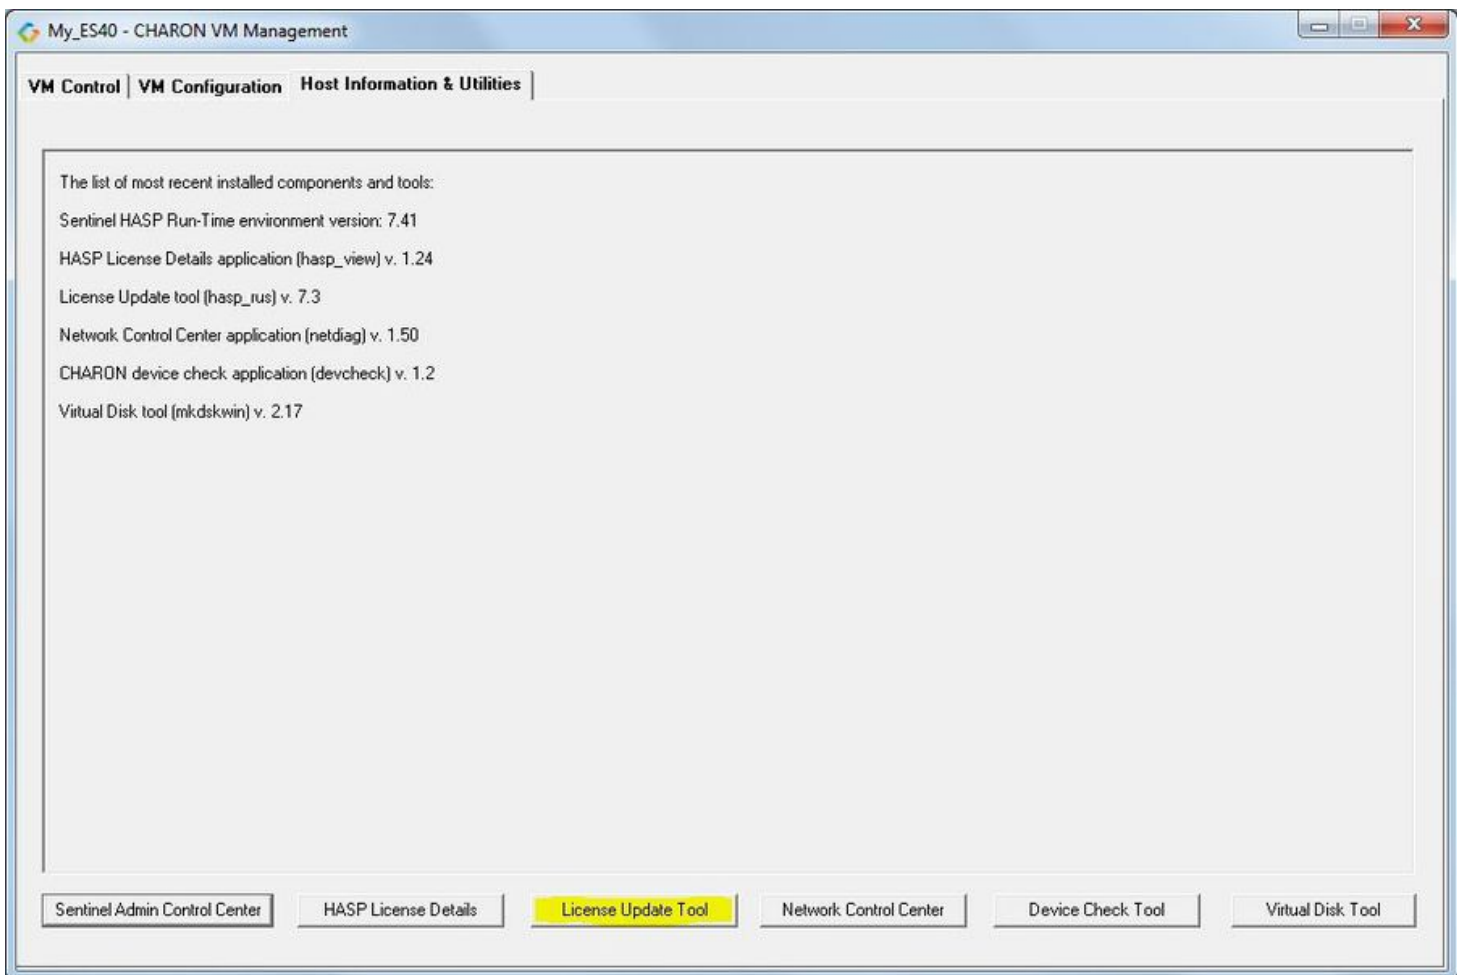 My_ES40 - CHARON VM Management
VM Control | VM Configuration Host Information & Utilities
The list of most recent installed components and tools:
Sentinel HASP Run-Time environment version: 7.41
HASP License Details application (hasp_view) v. 1.24
License Update tool (hasp_rus) v. 7.3
Network Control Center application (netdiag) v. 1.50
CHARON device check application (devcheck) v. 1.2
Virtual Disk tool (mkdskwin) v. 2.17
Sentinel Admin Control Center HASP License Details License Update Tool Network Control Center Device Check Tool Virtual Disk Tool